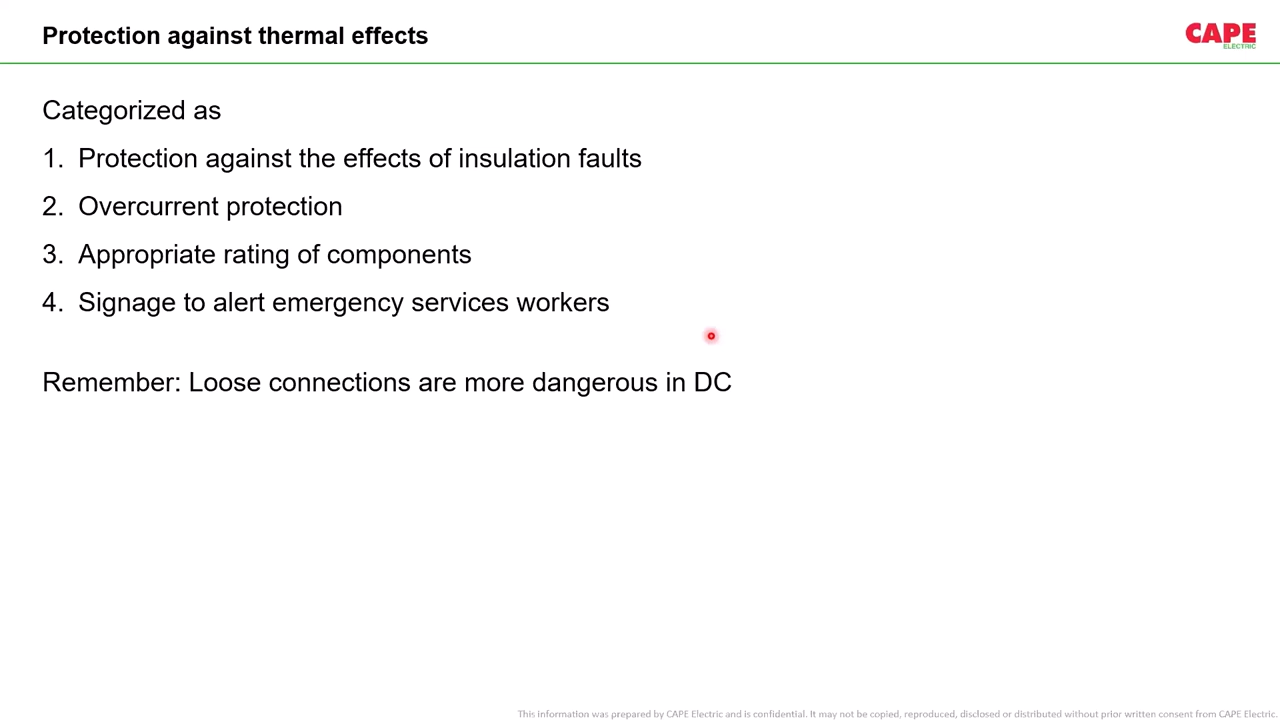 Protection against thermal effects
CAPE
ELECTRIC
Categorized as
1. Protection against the effects of insulation faults
2. Overcurrent protection
3. Appropriate rating of components
4. Signage to alert emergency services workers
Remember: Loose connections are more dangerous in DC
This information was prepared by CAPE Electric and is confidential. It may not be copied, reproduced, disclosed or distributed without prior written consent from CAPE Electric.